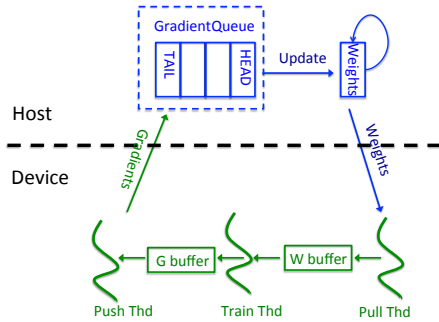 GradientQueue
TAIL
HEAD
Update
Weights
Host
Gradients
Weights
Device
G buffer
W buffer
Push Thd
Train Thd
Pull Thd